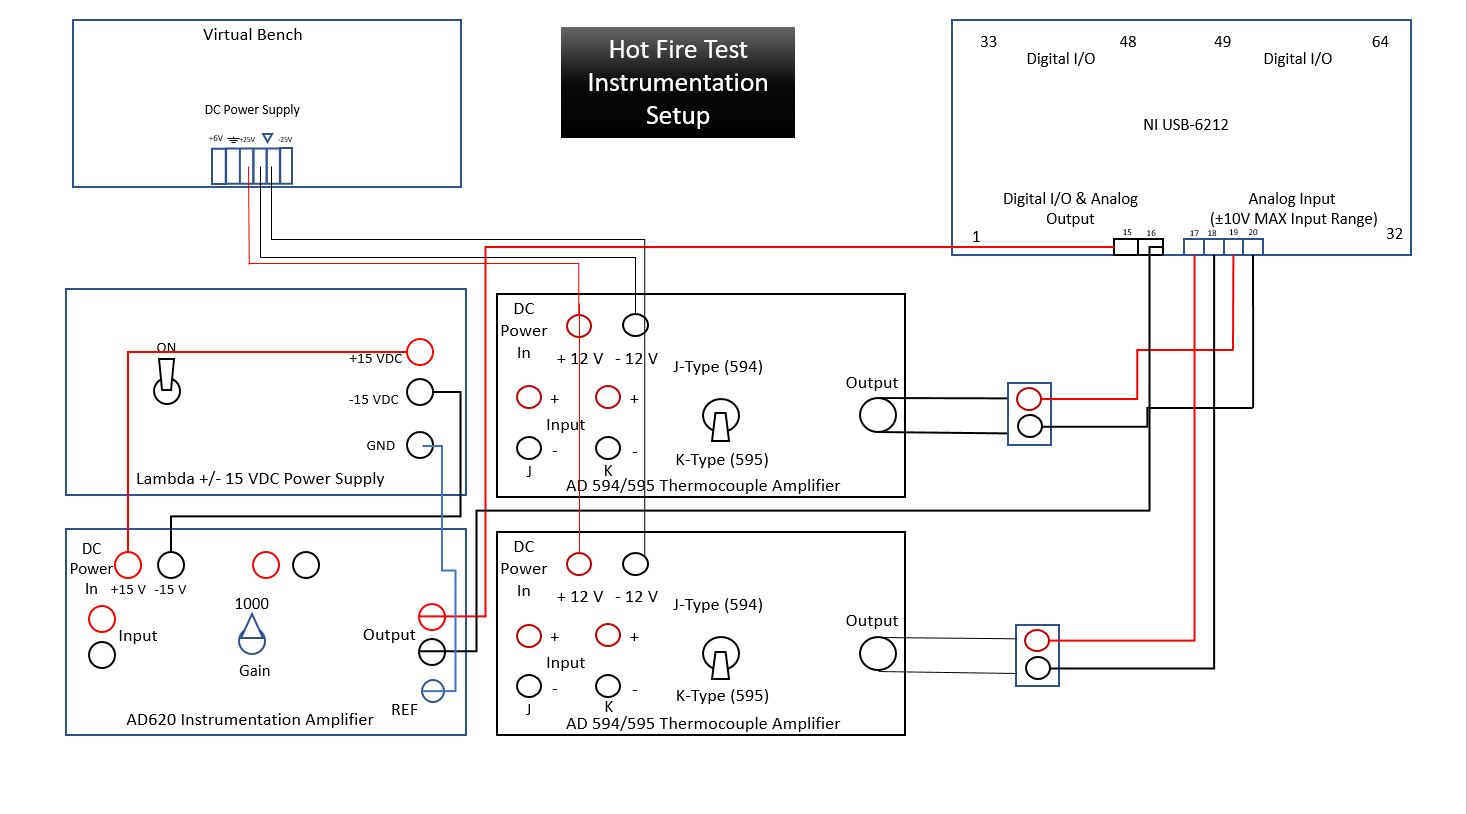 Virtual Bench
DC Power Supply
+6V
+25V
-25V
Hot Fire Test
Instrumentation
Setup
33
48
49
64
Digital I/O
Digital I/O
NI USB-6212
Digital I/O & Analog
Output
Analog Input
(±10V MAX Input Range)
1
15
16
17
18
19
20
32
ON
+15 VDC
-15 VDC
GND
Lambda +/- 15 VDC Power Supply
DC
Power
In
+ 12 V
- 12 V
J-Type (594)
Output
+
+
Input
-
-
J
K
K-Type (595)
AD 594/595 Thermocouple Amplifier
DC
Power
In
+15 V
-15 V
1000
Input
Gain
Output
REF
AD620 Instrumentation Amplifier
DC
Power
In
+ 12 V
- 12 V
J-Type (594)
Output
+
+
Input
-
-
J
K
K-Type (595)
AD 594/595 Thermocouple Amplifier